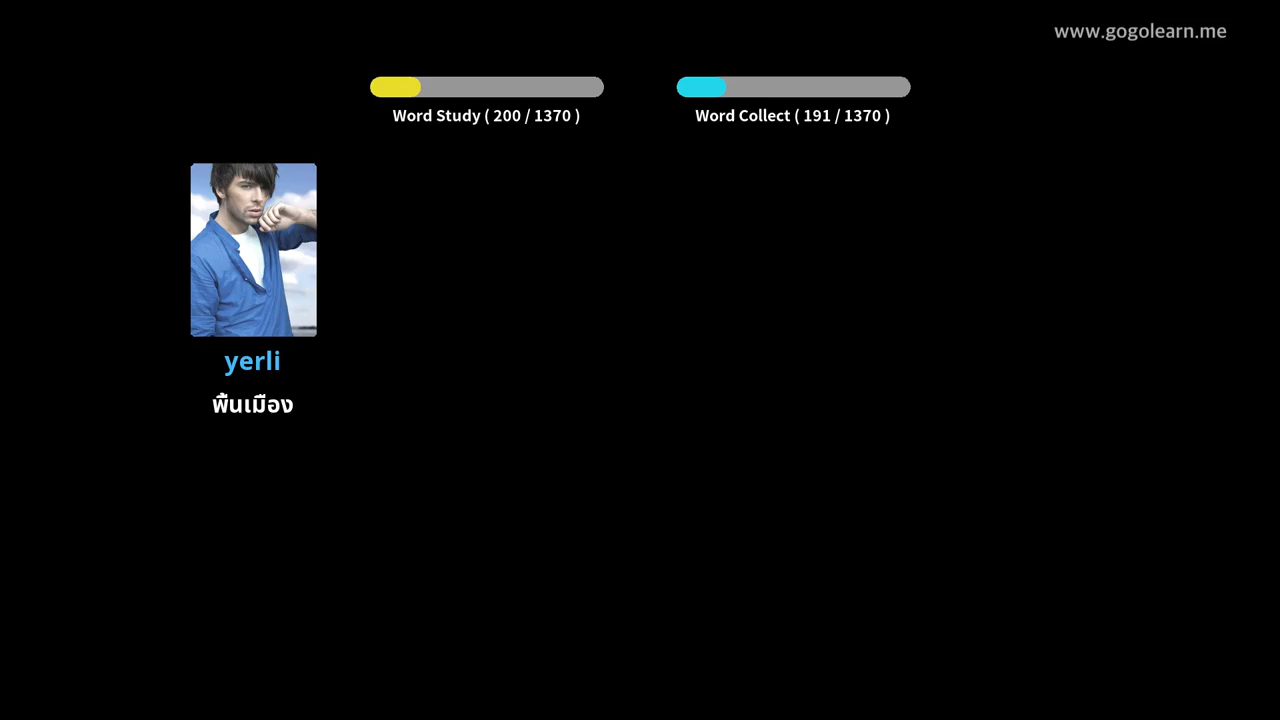 www.gogolearn.me
Word Study ( 200 / 1370 )
Word Collect ( 191 / 1370 )
yerli
พื้นเมือง